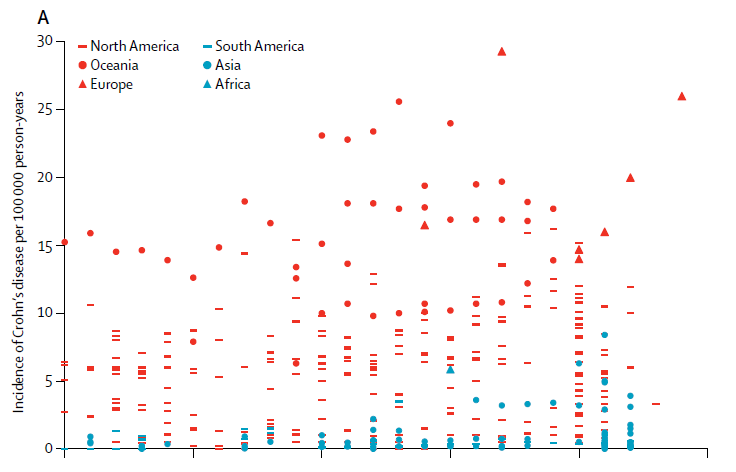 A
Incidence of Crohn's disease per 100 000 person-years
30
25
20
15
10
5
0
North America
Oceania
Europe
South America
Asia
Africa